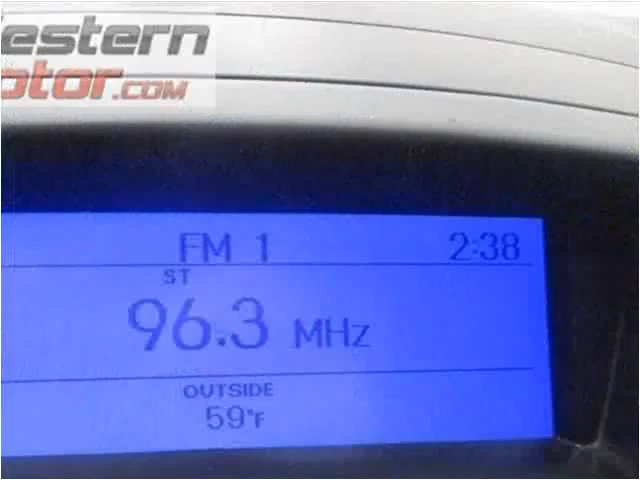 estern
otor.com
FM 1 2:38
ST
96.3 MHz
OUTSIDE
59°F